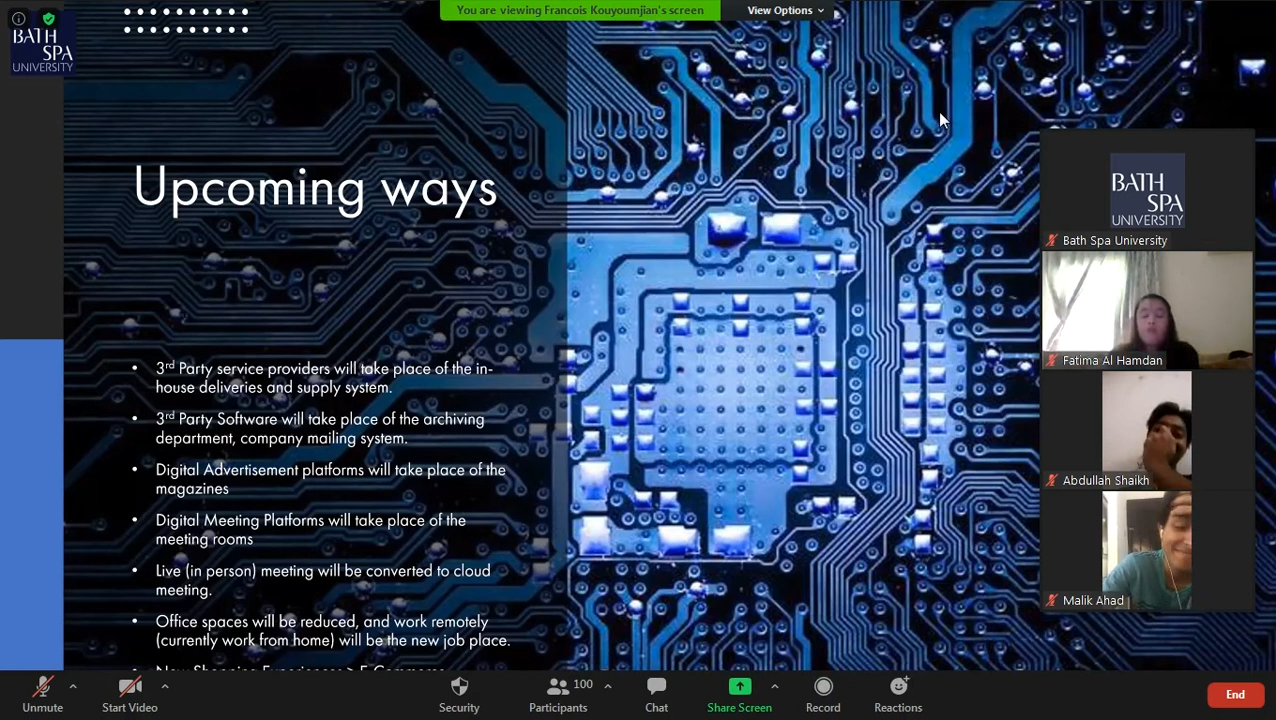 You are viewing Francois Kouyoumjian's screen
View Options
BATH
SPA
UNIVERSITY
Upcoming ways
• 3rd Party service providers will take place of the in-
house deliveries and supply system.
• 3rd Party Software will take place of the archiving
department, company mailing system.
• Digital Advertisement platforms will take place of the
magazines
• Digital Meeting Platforms will take place of the
meeting rooms
• Live (in person) meeting will be converted to cloud
meeting.
• Office spaces will be reduced, and work remotely
(currently work from home) will be the new job place.
BATH
SPA
UNIVERSITY
Bath Spa University
Fatima Al Hamdan
Abdullah Shaikh
Malik Ahad
Unmute
Start Video
Security
100
Participants
Chat
Share Screen
Record
Reactions
End